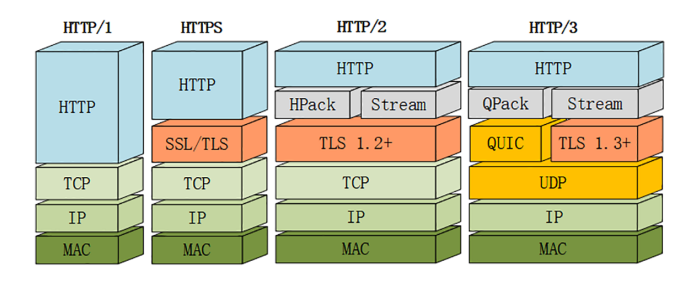 HTTP/1 HTTPS HTTP/2 HTTP/3
HTTP HTTP HTTP HTTP
HPack Stream QPack Stream
SSL/TLS TLS 1.2+ QUIC TLS 1.3+
TCP TCP TCP UDP
IP IP IP IP
MAC MAC MAC MAC